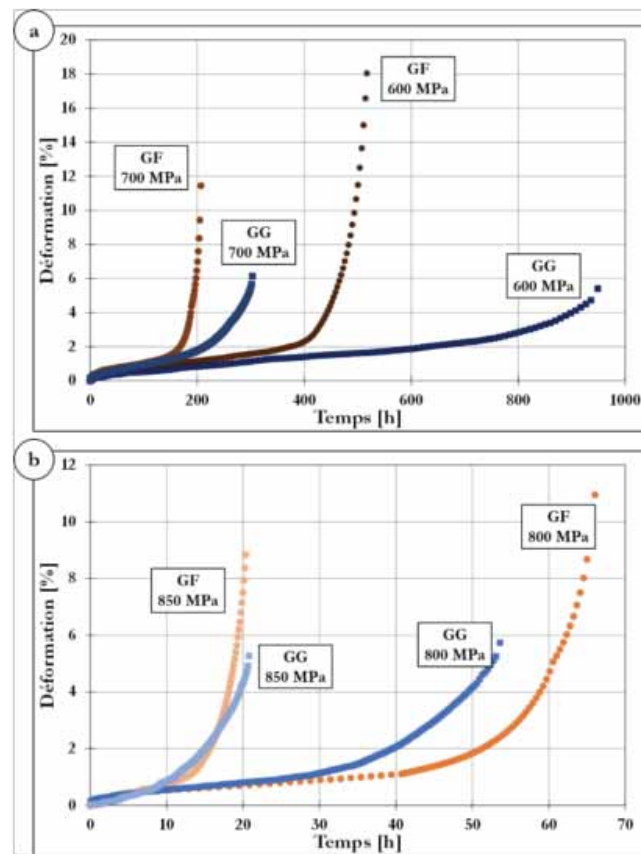 a
20
18
16
14
12
10
8
6
4
2
0
Déformation [%]
GF
600 MPa
GF
700 MPa
GG
700 MPa
GG
600 MPa
0 200 400 600 800 1000
Temps [h]
b
12
10
8
6
4
2
0
Déformation [%]
GF
800 MPa
GF
850 MPa
GG
850 MPa
GG
800 MPa
0 10 20 30 40 50 60 70
Temps [h]